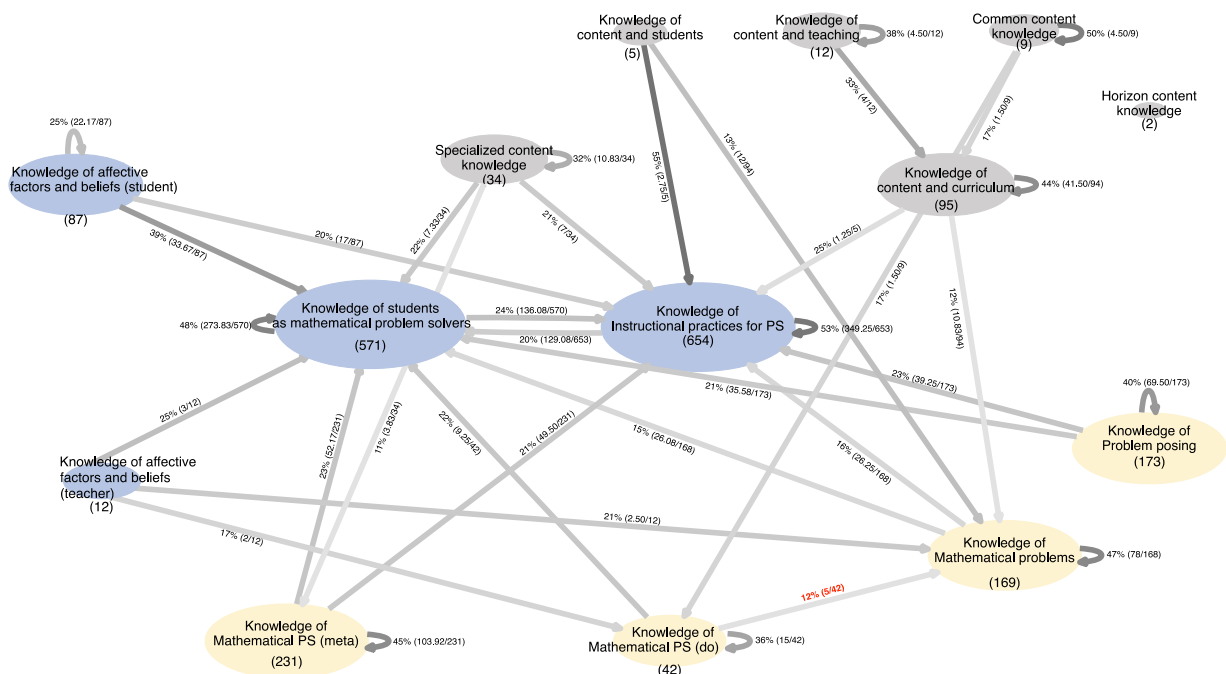 Knowledge of
content and students
(5)
Knowledge of
content and teaching
(12)
38% (4.50/12)
Common content
knowledge
(9)
50% (4.50/9)
33% (4/12)
17% (1.50/9)
Horizon content
knowledge
(2)
25% (22.17/87)
Knowledge of affective
factors and beliefs (student)
(87)
Specialized content
knowledge
(34)
32% (10.83/34)
55% (2.75/5)
13% (12/94)
Knowledge of
content and curriculum
(95)
44% (41.50/94)
39% (33.67/87)
20% (17/87)
22% (7.33/34)
21% (7/34)
25% (1.25/5)
17% (1.50/9)
12% (10.83/94)
Knowledge of students
as mathematical problem solvers
(571)
48% (273.83/570)
24% (136.08/570)
20% (129.08/653)
Knowledge of
Instructional practices for PS
(654)
53% (349.25/653)
23% (39.25/173)
21% (35.58/173)
40% (69.50/173)
Knowledge of
Problem posing
(173)
25% (3/12)
23% (52.17/231)
11% (3.83/34)
22% (9.25/42)
21% (49.50/231)
15% (26.08/168)
16% (26.25/168)
Knowledge of affective
factors and beliefs
(teacher)
(12)
21% (2.50/12)
17% (2/12)
Knowledge of
Mathematical problems
(169)
47% (78/168)
12% (5/42)
Knowledge of
Mathematical PS (meta)
(231)
45% (103.92/231)
Knowledge of
Mathematical PS (do)
(42)
36% (15/42)